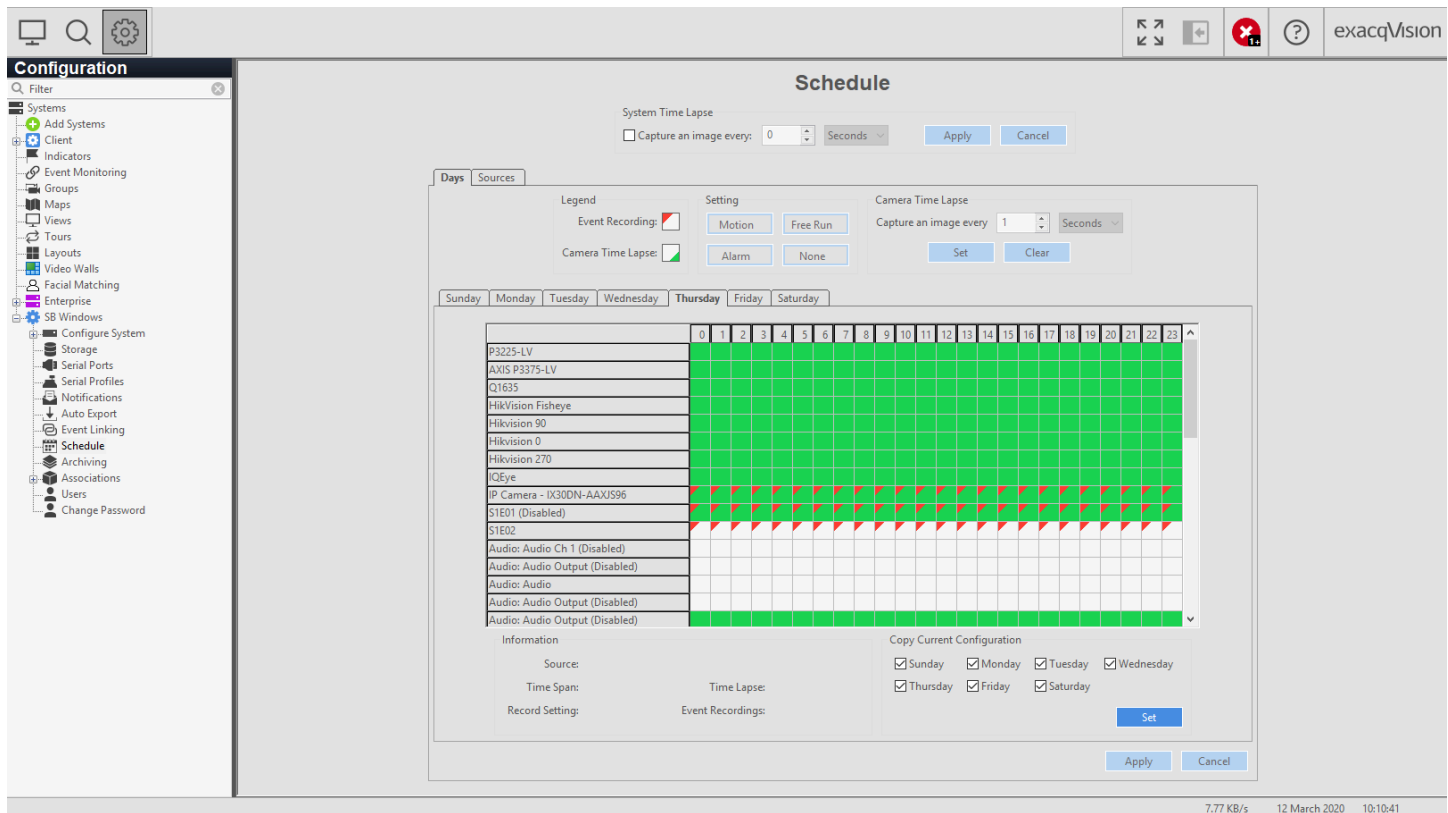 exacqVision
1+
Configuration
Filter
Systems
Add Systems
Client
Indicators
Event Monitoring
Groups
Maps
Views
Tours
Layouts
Video Walls
Facial Matching
Enterprise
SB Windows
Configure System
Storage
Serial Ports
Serial Profiles
Notifications
Auto Export
Event Linking
Schedule
Archiving
Associations
Users
Change Password
Schedule
System Time Lapse
Capture an image every: 0 Seconds Apply Cancel
Days Sources
Legend Setting Camera Time Lapse
Event Recording: Motion Free Run Capture an image every 1 Seconds
Camera Time Lapse: Alarm None Set Clear
Sunday Monday Tuesday Wednesday Thursday Friday Saturday
0 1 2 3 4 5 6 7 8 9 10 11 12 13 14 15 16 17 18 19 20 21 22 23
P3225-LV
AXIS P3375-LV
Q1635
HikVision Fisheye
Hikvision 90
Hikvision 0
Hikvision 270
IQEye
IP Camera - IX30DN-AAXJS96
S1E01 (Disabled)
S1E02
Audio: Audio Ch 1 (Disabled)
Audio: Audio Output (Disabled)
Audio: Audio
Audio: Audio Output (Disabled)
Audio: Audio Output (Disabled)
Information Copy Current Configuration
Source: Sunday Monday Tuesday Wednesday
Time Span: Time Lapse: Thursday Friday Saturday
Record Setting: Event Recordings:
Set
Apply Cancel
7.77 KB/s 12 March 2020 10:10:41